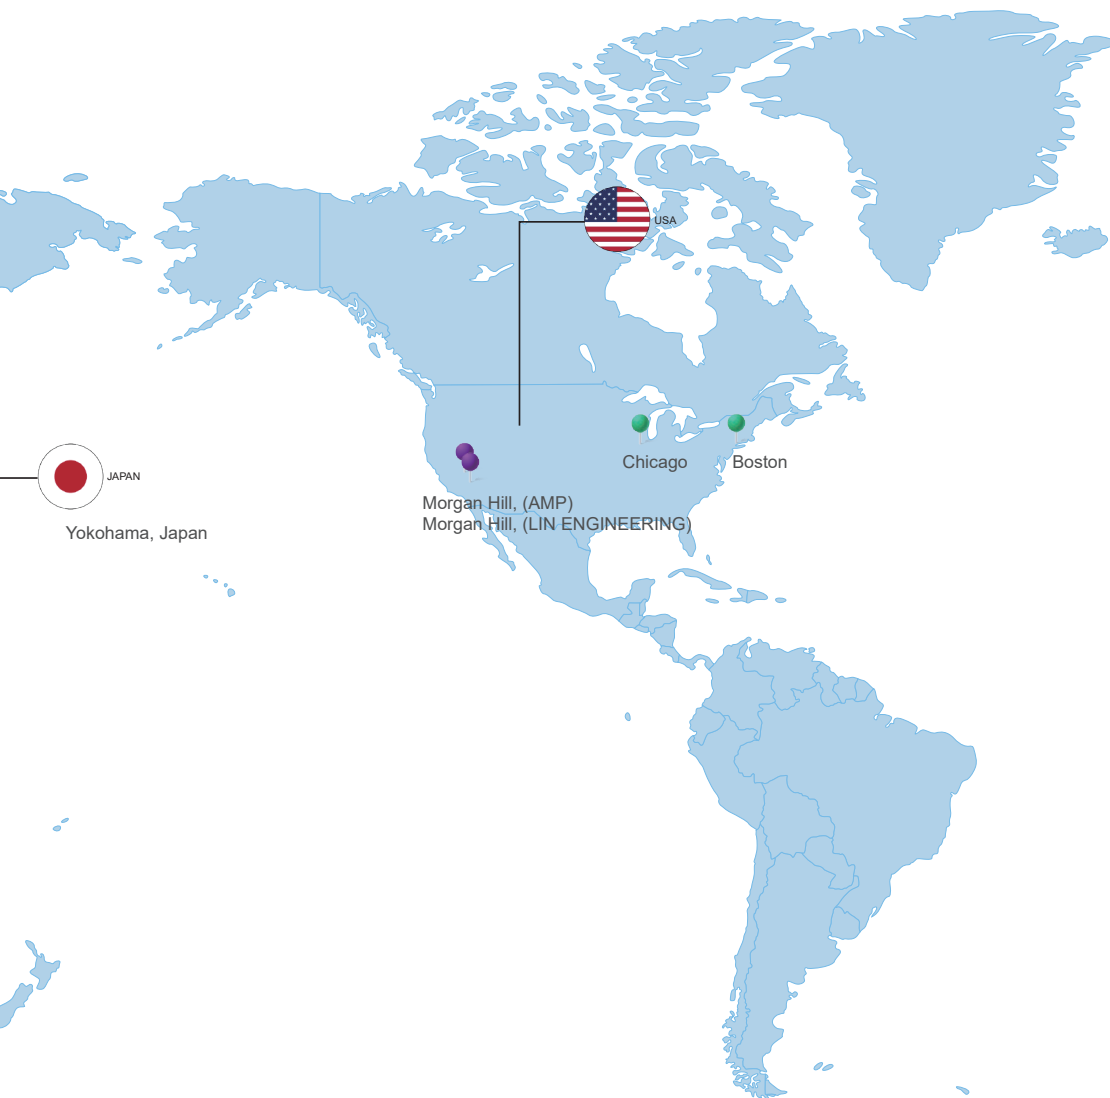 USA
Chicago
Boston
JAPAN
Morgan Hill, (AMP)
Morgan Hill, (LIN ENGINEERING)
Yokohama, Japan